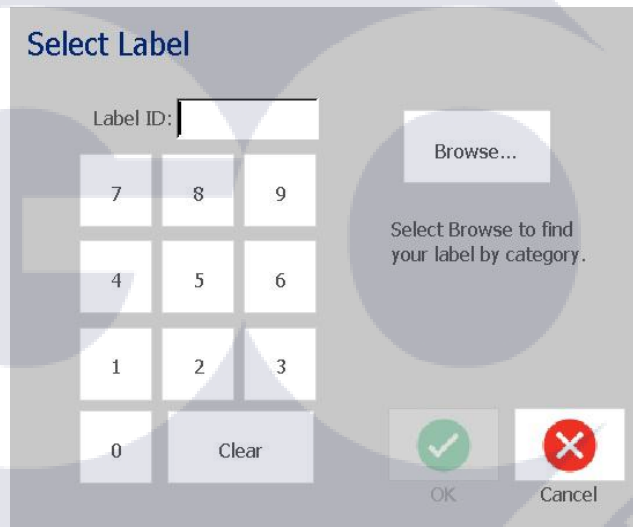 Select Label
Label ID:
Browse...
7 8 9
Select Browse to find
your label by category.
4 5 6
1 2 3
0 Clear
OK Cancel